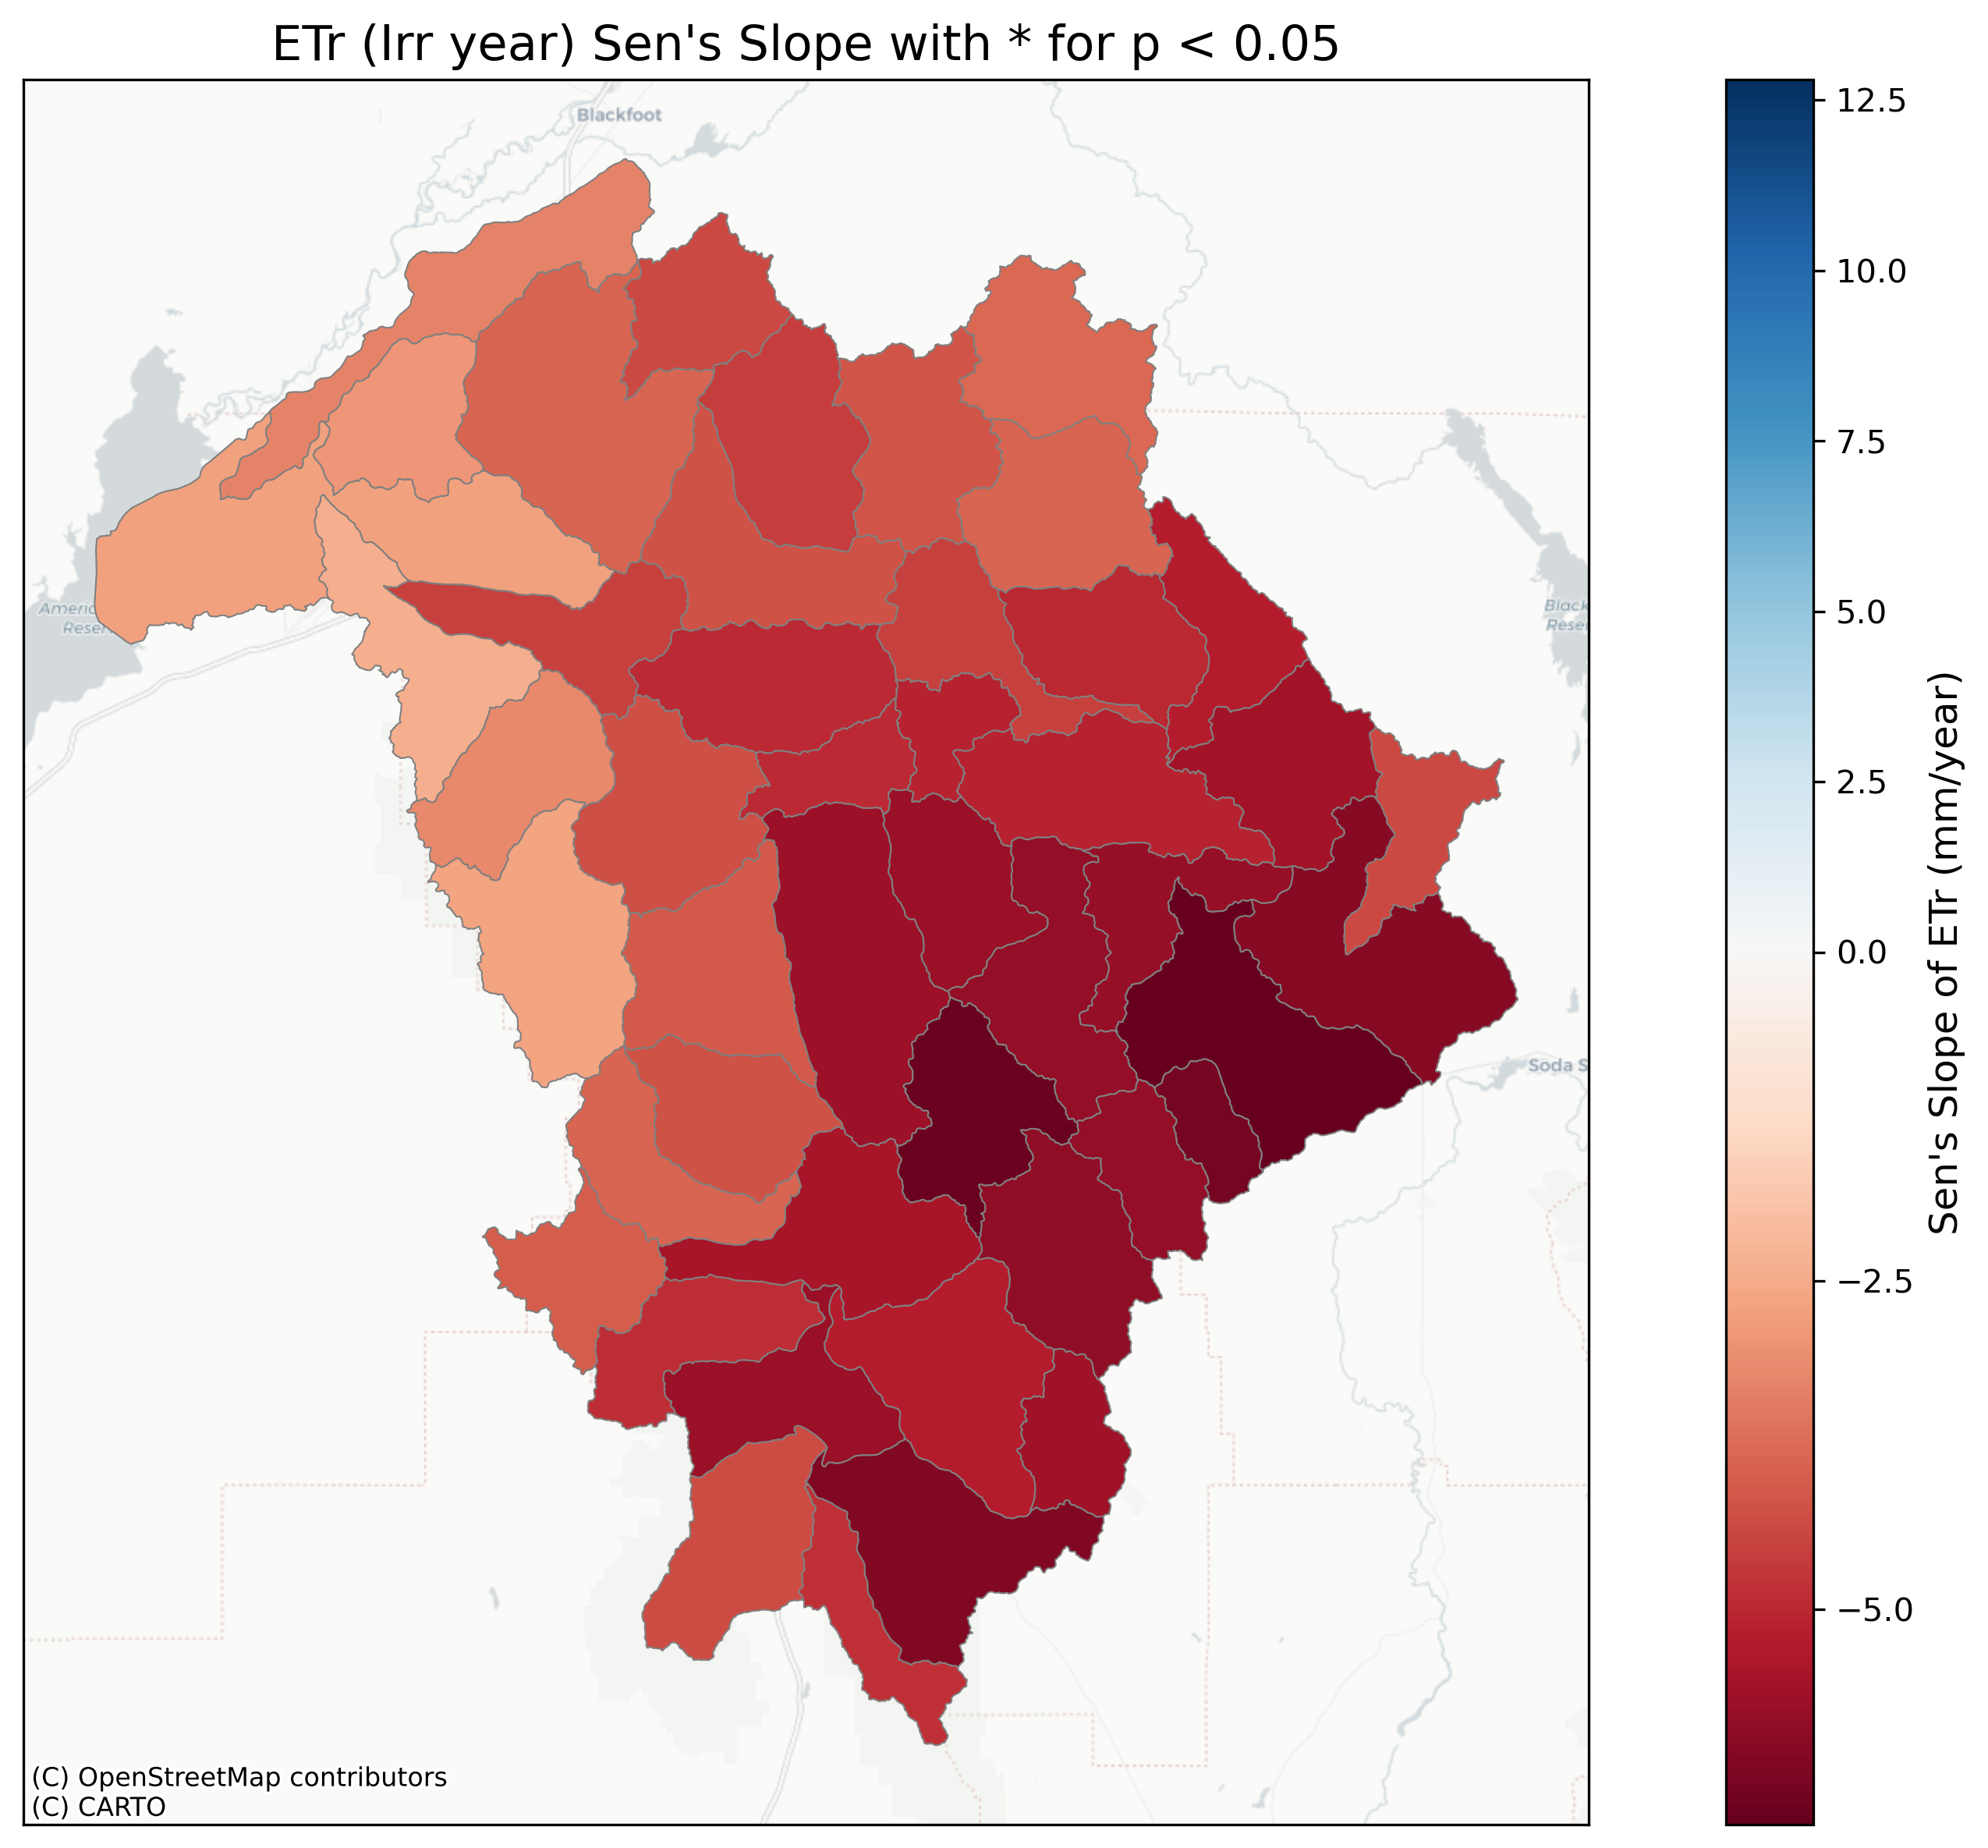 ETr (Irr year) Sen's Slope with * for p < 0.05
Blackfoot
Americ
Reser
Black
Rese
Soda S
(C) OpenStreetMap contributors
(C) CARTO
12.5
10.0
7.5
5.0
2.5
0.0
−2.5
−5.0
Sen's Slope of ETr (mm/year)